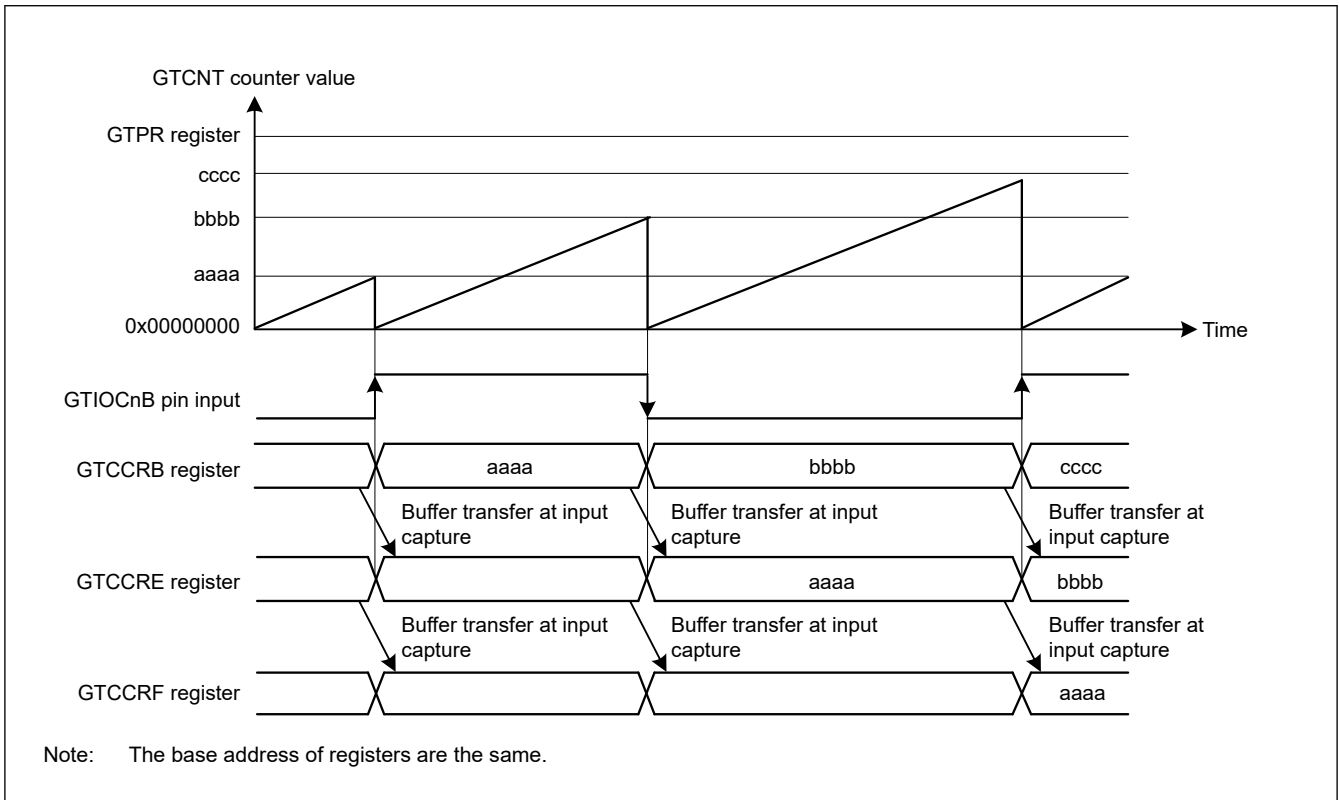 GTCNT counter value
GTPR register
cccc
bbbb
aaaa
0x00000000
Time
GTIOCnB pin input
GTCCRB register
aaaa
bbbb
cccc
Buffer transfer at input
capture
Buffer transfer at input
capture
Buffer transfer at
input capture
GTCCRE register
aaaa
bbbb
Buffer transfer at input
capture
Buffer transfer at input
capture
Buffer transfer at
input capture
GTCCRF register
aaaa
Note: The base address of registers are the same.